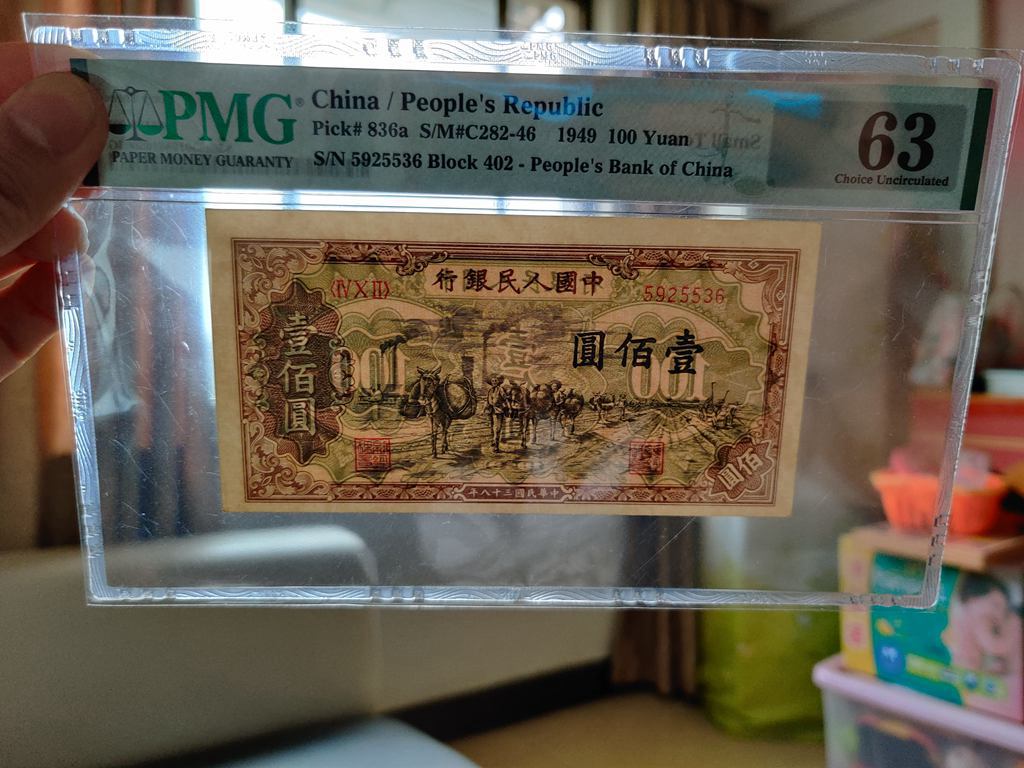 PMG® China / People's Republic
PAPER MONEY GUARANTY
Pick# 836a S/M#C282-46 1949 100 Yuan
S/N 5925536 Block 402 - People's Bank of China
63
Choice Uncirculated
中國人民銀行
(IV X II)
5925536
壹佰圓
壹佰圓
100
100
佰圓
中華民國三十八年